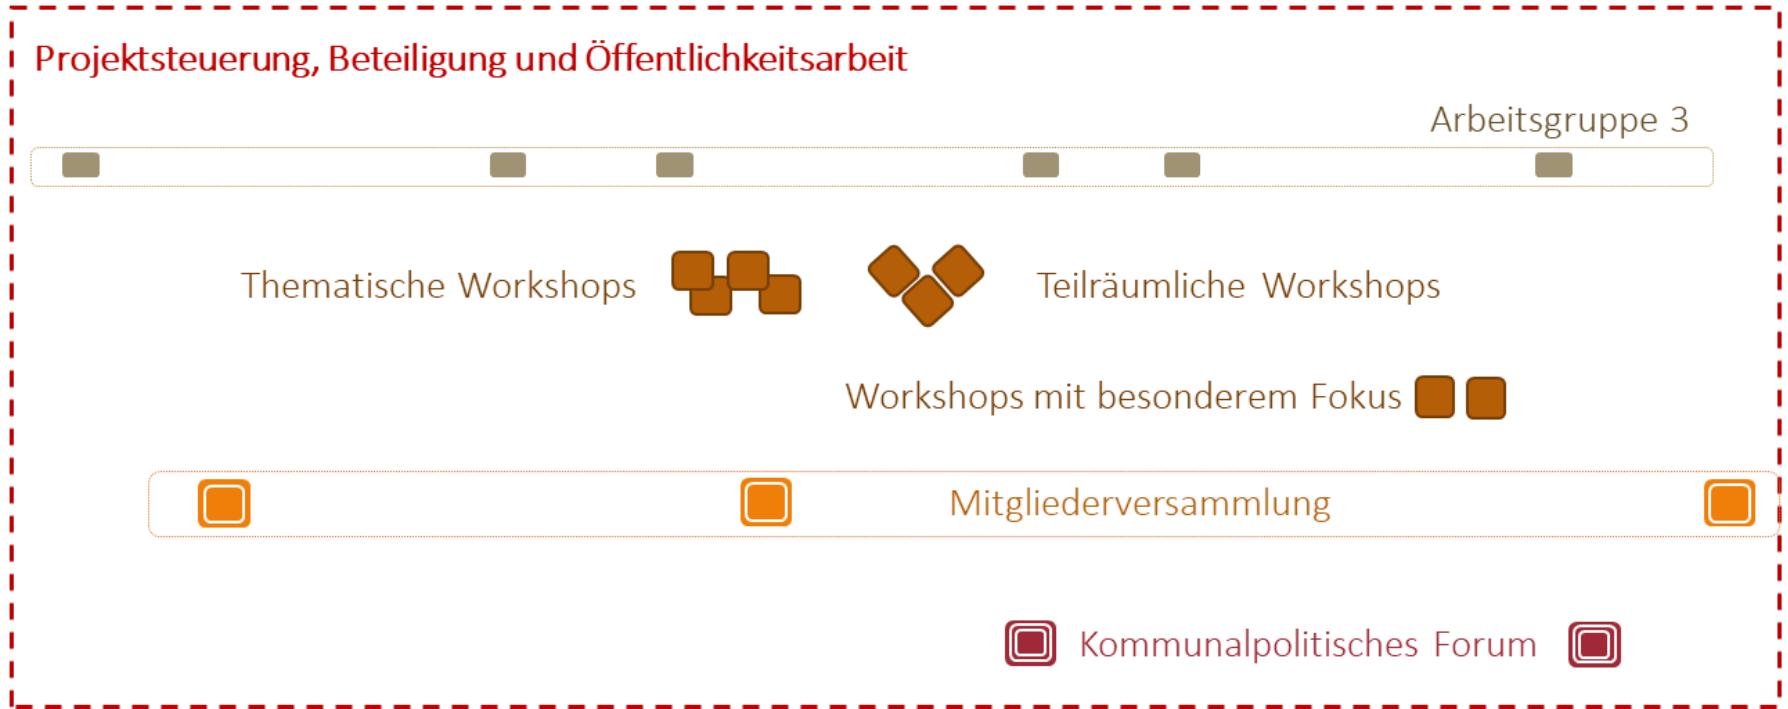 Projektsteuerung, Beteiligung und Öffentlichkeitsarbeit
Arbeitsgruppe 3
Thematische Workshops
Teilräumliche Workshops
Workshops mit besonderem Fokus
Mitgliederversammlung
Kommunalpolitisches Forum